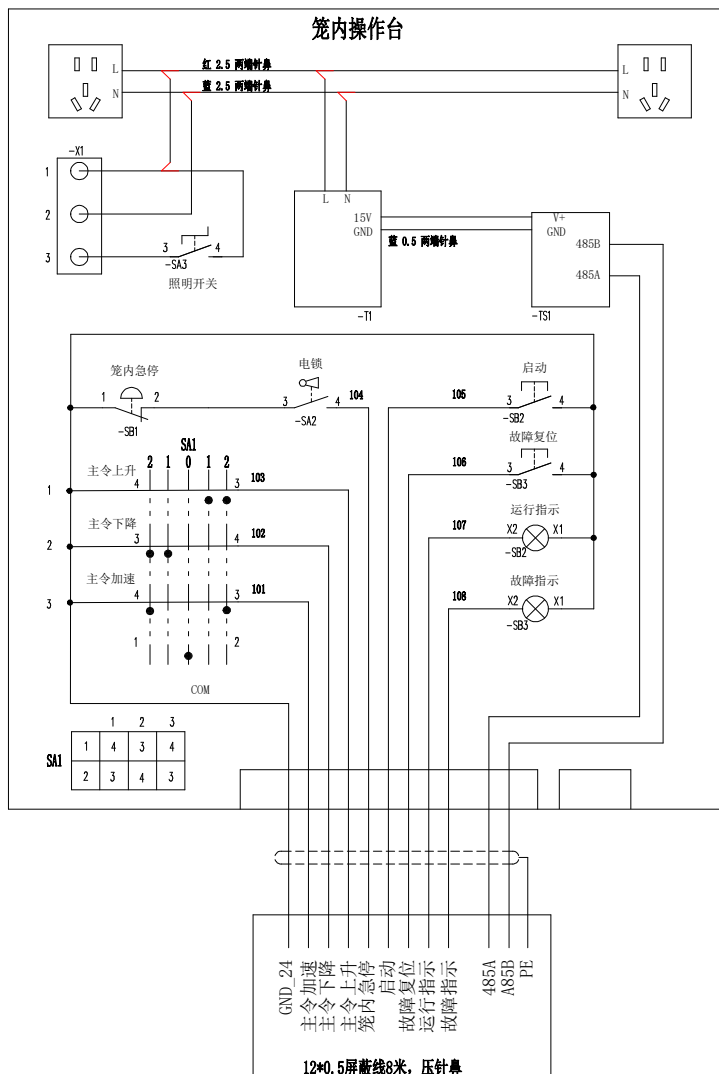 笼内操作台
L 红 2.5 两端针鼻 L
N 蓝 2.5 两端针鼻 N
-X1
1
2
3 3 4
-SA3
照明开关
L N
15V
GND
蓝 0.5 两端针鼻
-T1
V+
GND
485B
485A
-TS1
笼内急停
1 2
-SB1
电锁
3 4 104
-SA2
启动
105 3 4
-SB2
故障复位
106 3 4
-SB3
运行指示
107 X2 X1
-SB2
故障指示
108 X2 X1
-SB3
SA1
2 1 0 1 2
主令上升
1 4 3 103
主令下降
2 3 4 102
主令加速
3 4 3 101
1 2
COM
1 2 3
SA1
1 4 3 4
2 3 4 3
GND_24
主令加速
主令下降
主令上升
笼内急停
启动
故障复位
运行指示
故障指示
485A
A85B
PE
12*0.5屏蔽线8米，压针鼻